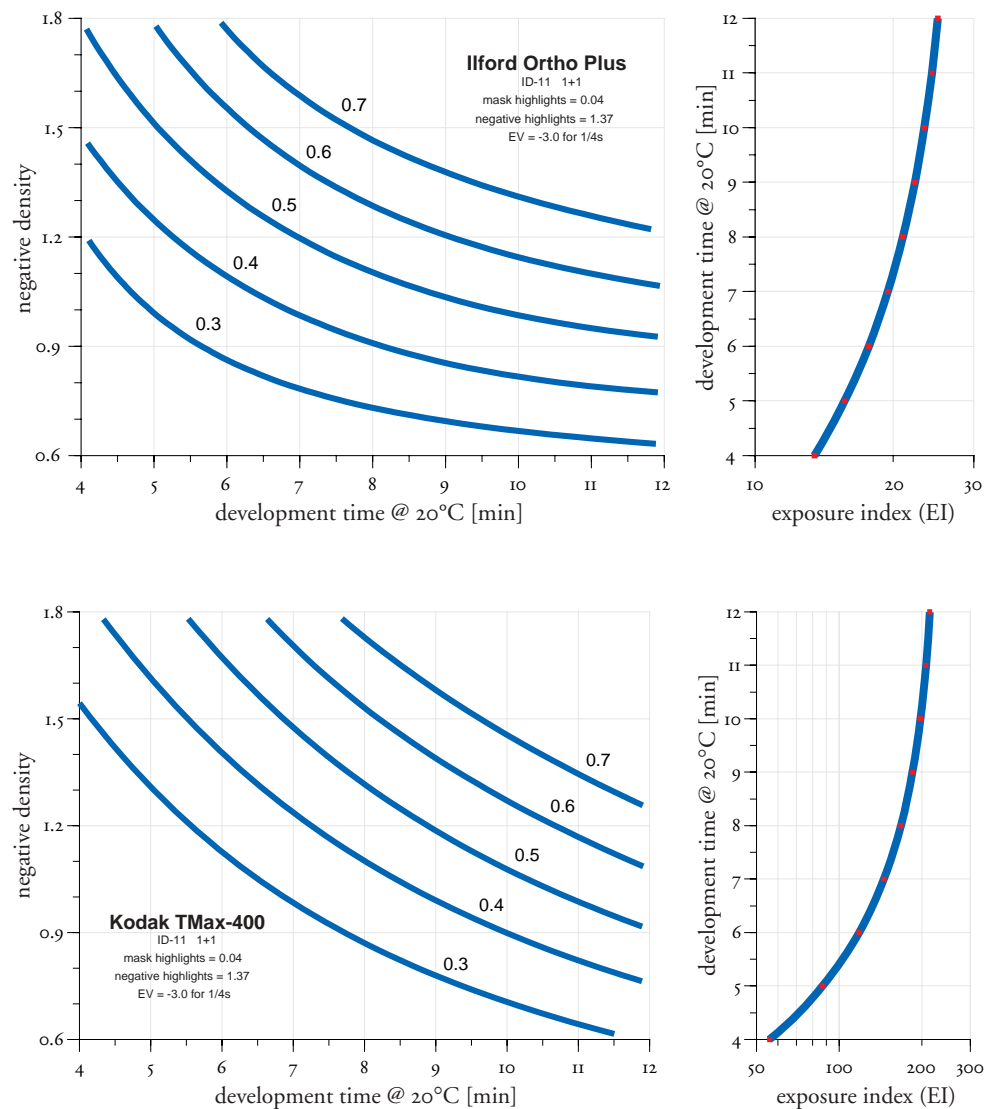 1.8
1.5
1.2
0.9
0.6
negative density
4 5 6 7 8 9 10 11 12
development time @ 20°C [min]
Ilford Ortho Plus
ID-11 1+1
mask highlights = 0.04
negative highlights = 1.37
EV = -3.0 for 1/4s
0.7
0.6
0.5
0.4
0.3
12
11
10
9
8
7
6
5
4
development time @ 20°C [min]
10 20 30
exposure index (EI)
1.8
1.5
1.2
0.9
0.6
negative density
4 5 6 7 8 9 10 11 12
development time @ 20°C [min]
0.7
0.6
0.5
0.4
0.3
Kodak TMax-400
ID-11 1+1
mask highlights = 0.04
negative highlights = 1.37
EV = -3.0 for 1/4s
12
11
10
9
8
7
6
5
4
development time @ 20°C [min]
50 100 200 300
exposure index (EI)